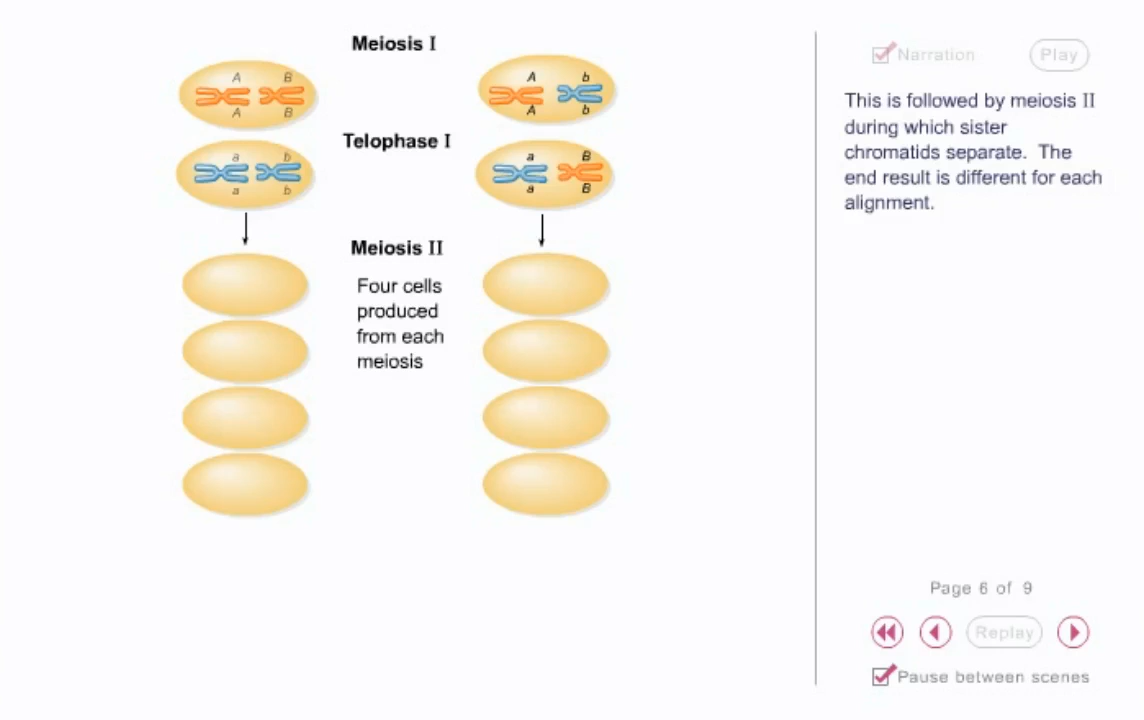 Meiosis I
A B
A B
A b
A b
Telophase I
a b
a b
a B
a B
Meiosis II
Four cells
produced
from each
meiosis
Narration
Play
This is followed by meiosis II
during which sister
chromatids separate. The
end result is different for each
alignment.
Page 6 of 9
Replay
Pause between scenes